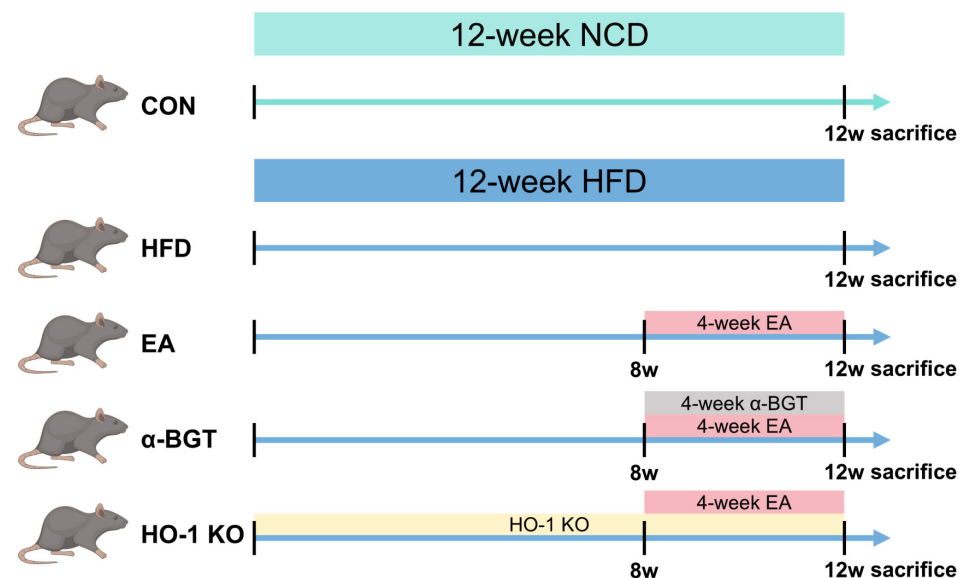 12-week NCD
CON
12w sacrifice
12-week HFD
HFD
12w sacrifice
4-week EA
EA
8w
12w sacrifice
4-week α-BGT
α-BGT
4-week EA
8w
12w sacrifice
4-week EA
HO-1 KO
HO-1 KO
8w
12w sacrifice